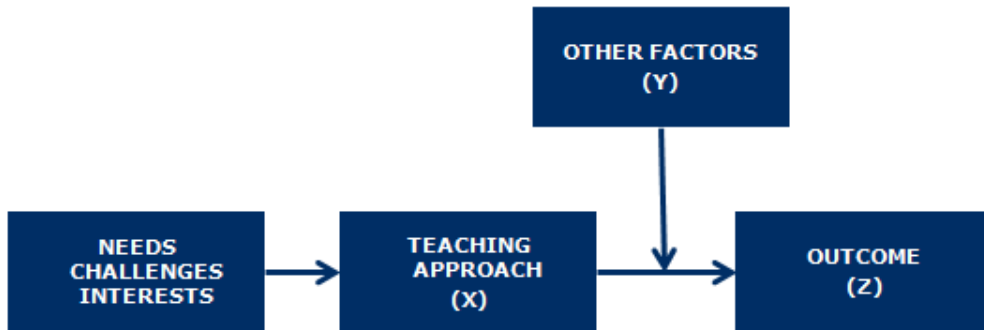 OTHER FACTORS
(Y)
NEEDS
CHALLENGES
INTERESTS
TEACHING
APPROACH
(X)
OUTCOME
(Z)